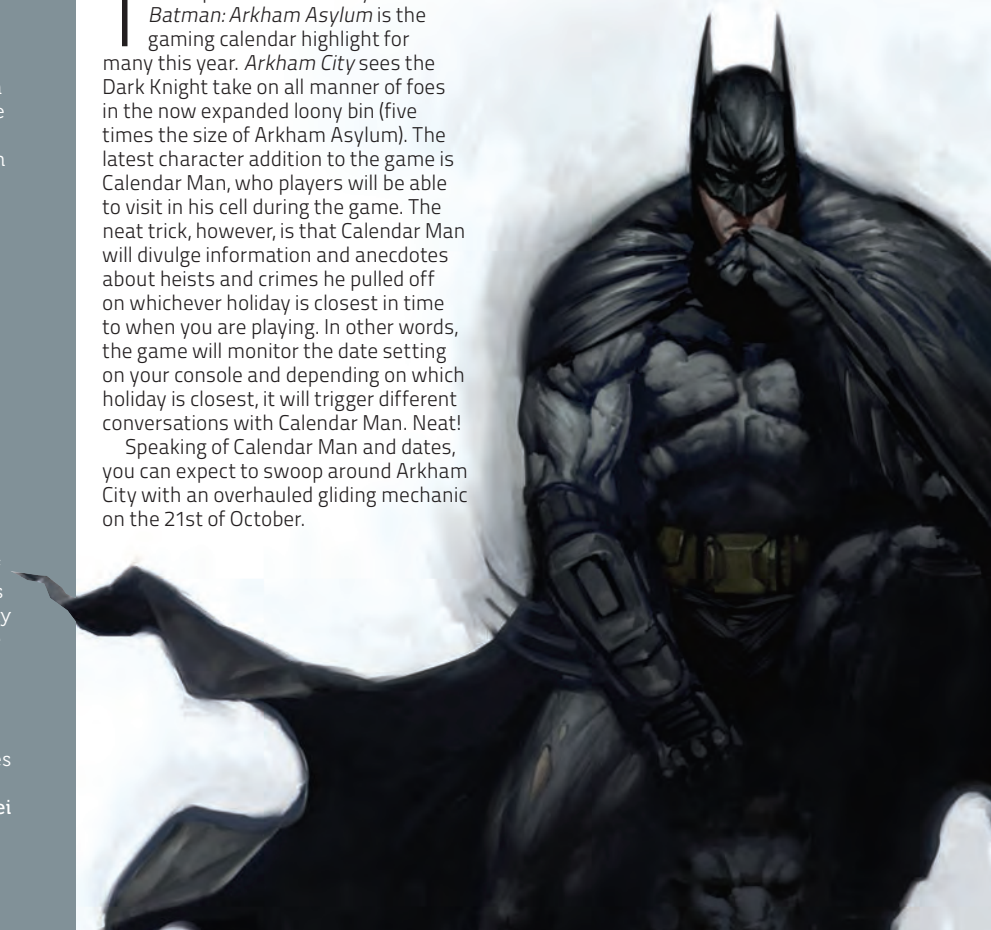 Batman: Arkham Asylum is the
gaming calendar highlight for
many this year. Arkham City sees the
Dark Knight take on all manner of foes
in the now expanded loony bin (five
times the size of Arkham Asylum). The
latest character addition to the game is
Calendar Man, who players will be able
to visit in his cell during the game. The
neat trick, however, is that Calendar Man
will divulge information and anecdotes
about heists and crimes he pulled off
on whichever holiday is closest in time
to when you are playing. In other words,
the game will monitor the date setting
on your console and depending on which
holiday is closest, it will trigger different
conversations with Calendar Man. Neat!
Speaking of Calendar Man and dates,
you can expect to swoop around Arkham
City with an overhauled gliding mechanic
on the 21st of October.